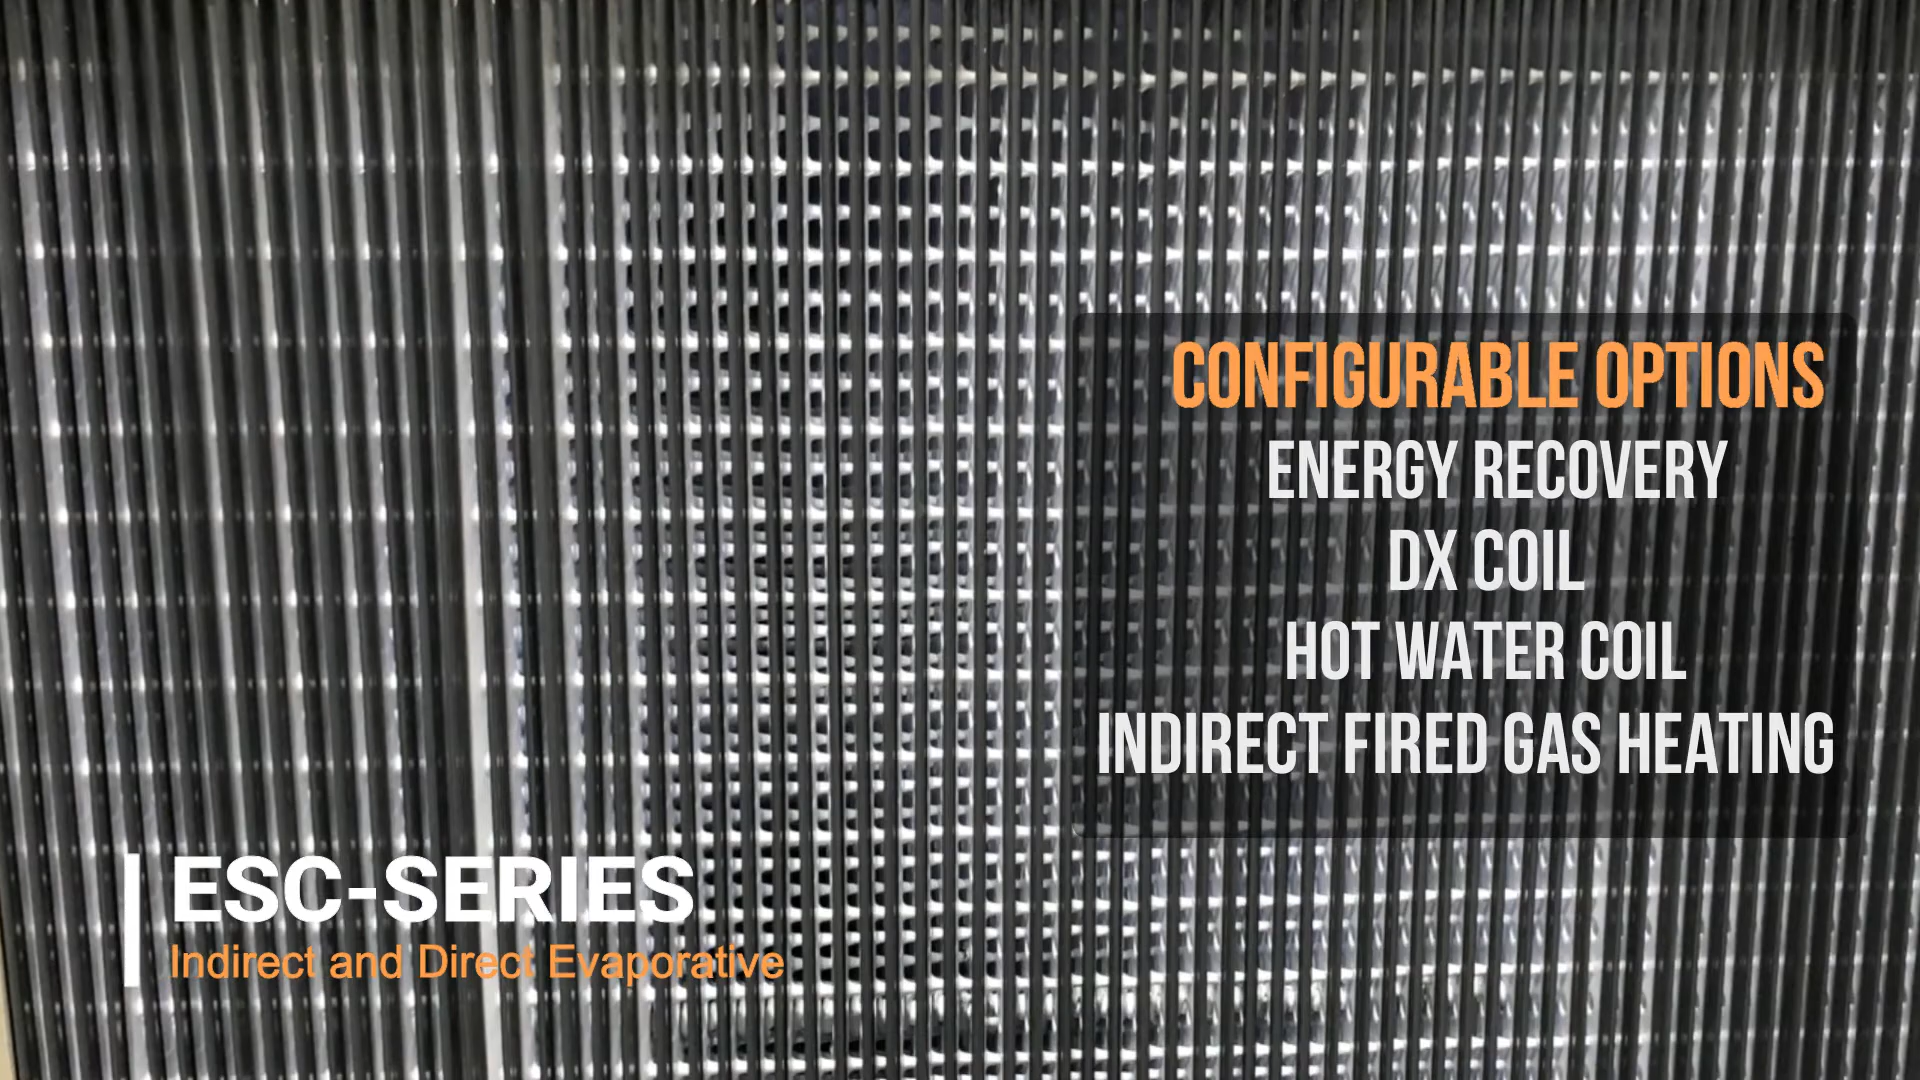 CONFIGURABLE OPTIONS
ENERGY RECOVERY
DX COIL
HOT WATER COIL
INDIRECT FIRED GAS HEATING
ESC-SERIES
Indirect and Direct Evaporative